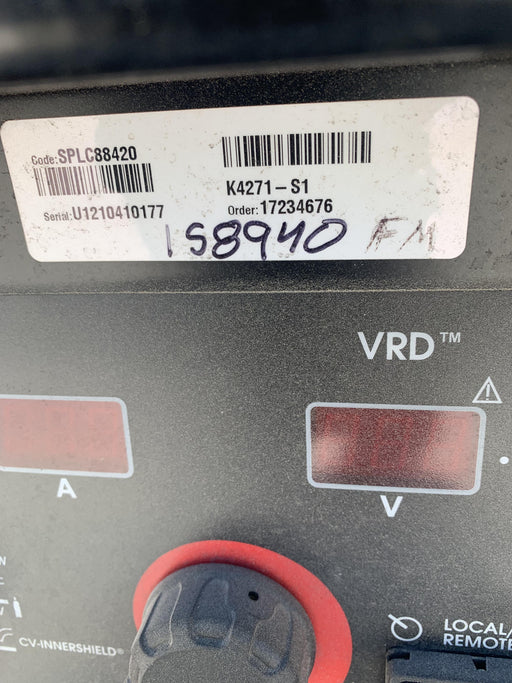 Code:SPLC88420
K4271-S1
Serial:U1210410177
Order:17234676
158940 FM
VRD™
A
V
CV-INNERSHIELD®
LOCAL/
REMOTE